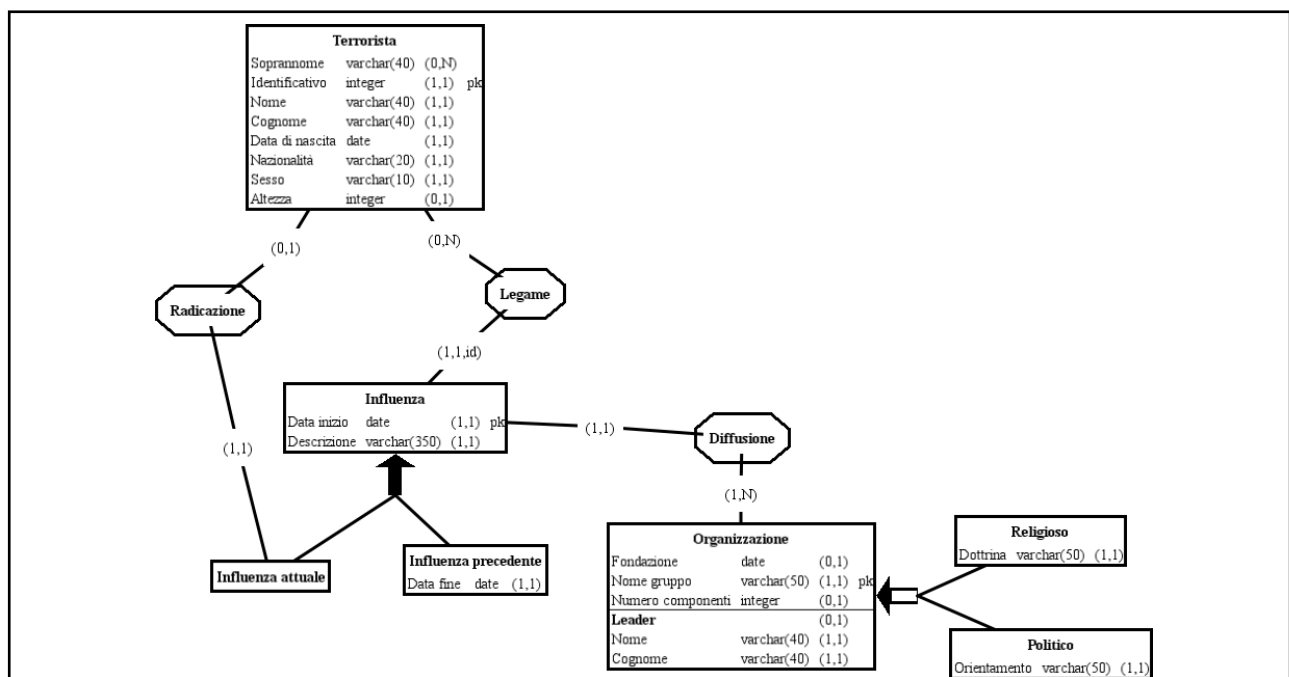 Terrorista
Soprannome varchar(40) (0,N)
Identificativo integer (1,1) pk
Nome varchar(40) (1,1)
Cognome varchar(40) (1,1)
Data di nascita date (1,1)
Nazionalità varchar(20) (1,1)
Sesso varchar(10) (1,1)
Altezza integer (0,1)
(0,1)
(0,N)
Radicazione
Legame
(1,1,id)
Influenza
Data inizio date (1,1) pk
Descrizione varchar(350) (1,1)
(1,1)
Diffusione
(1,1)
(1,N)
Influenza attuale
Influenza precedente
Data fine date (1,1)
Organizzazione
Fondazione date (0,1)
Nome gruppo varchar(50) (1,1) pk
Numero componenti integer (0,1)
Leader (0,1)
Nome varchar(40) (1,1)
Cognome varchar(40) (1,1)
Religioso
Dottrina varchar(50) (1,1)
Politico
Orientamento varchar(50) (1,1)